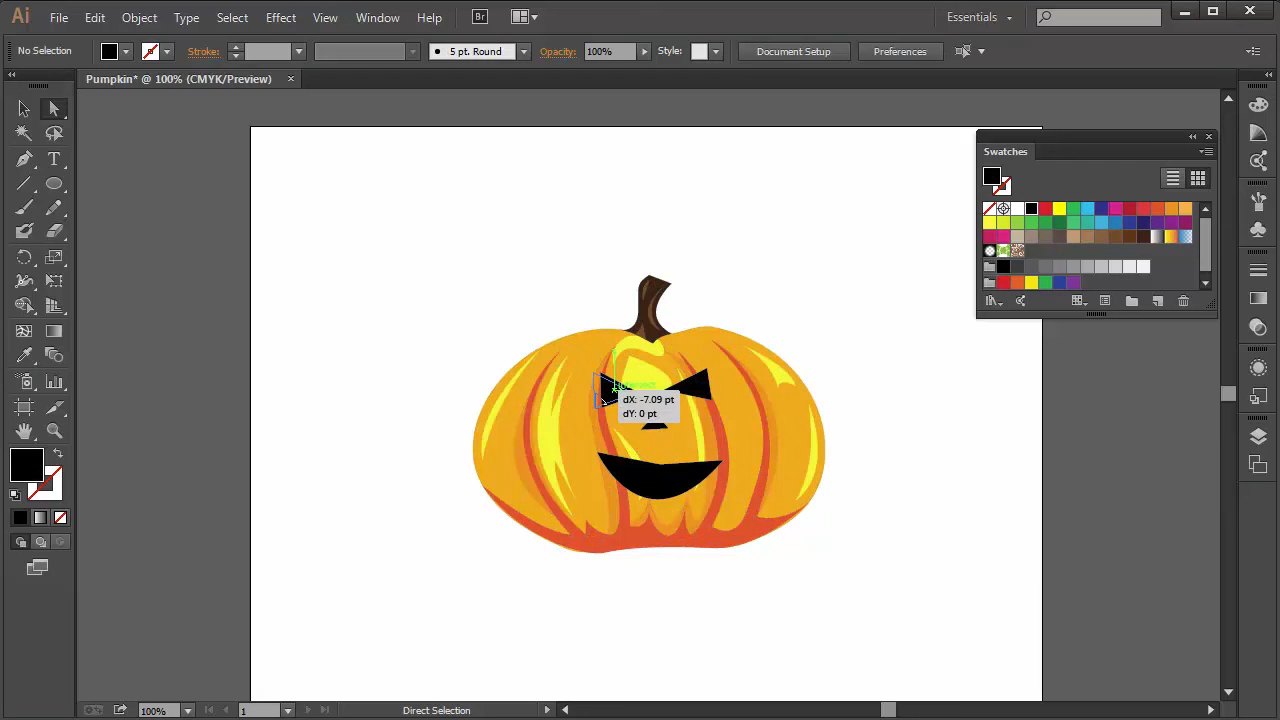 Ai File Edit Object Type Select Effect View Window Help Br Essentials
No Selection Stroke: 5 pt. Round Opacity: 100% Style: Document Setup Preferences
Pumpkin* @ 100% (CMYK/Preview)
Swatches
T
intersect
dX: -7.09 pt
dY: 0 pt
100% 1 Direct Selection